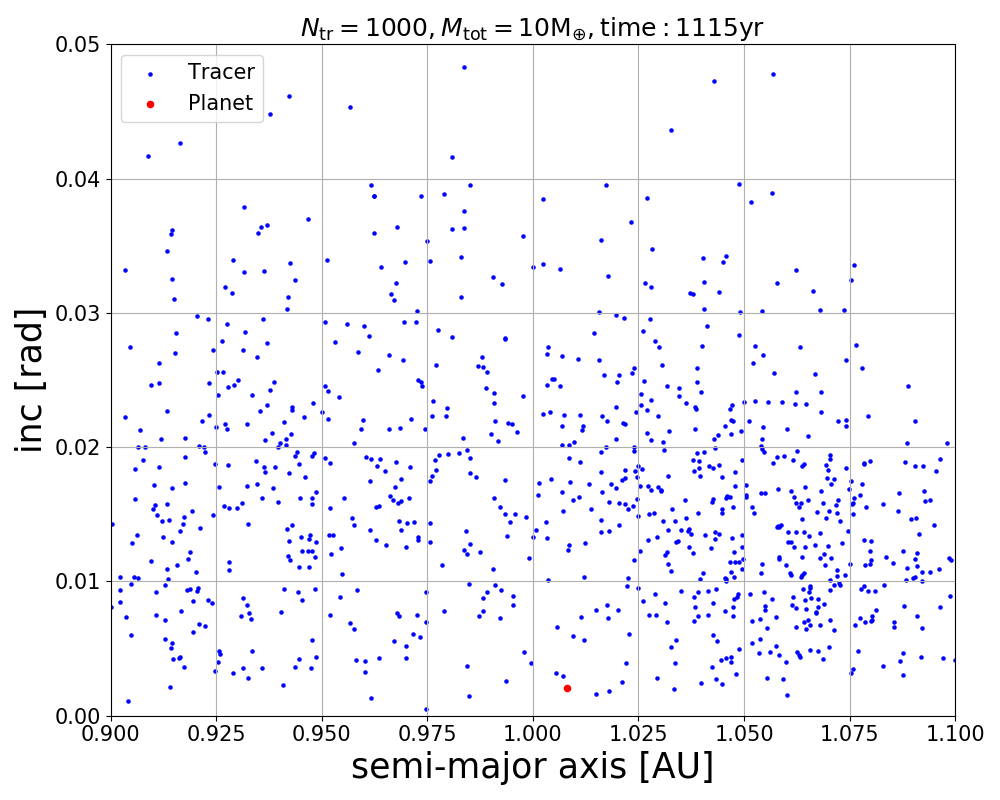 N_tr = 1000, M_tot = 10M_⊕, time : 1115yr
Tracer
Planet
0.05
0.04
0.03
0.02
0.01
0.00
inc [rad]
0.900 0.925 0.950 0.975 1.000 1.025 1.050 1.075 1.100
semi-major axis [AU]